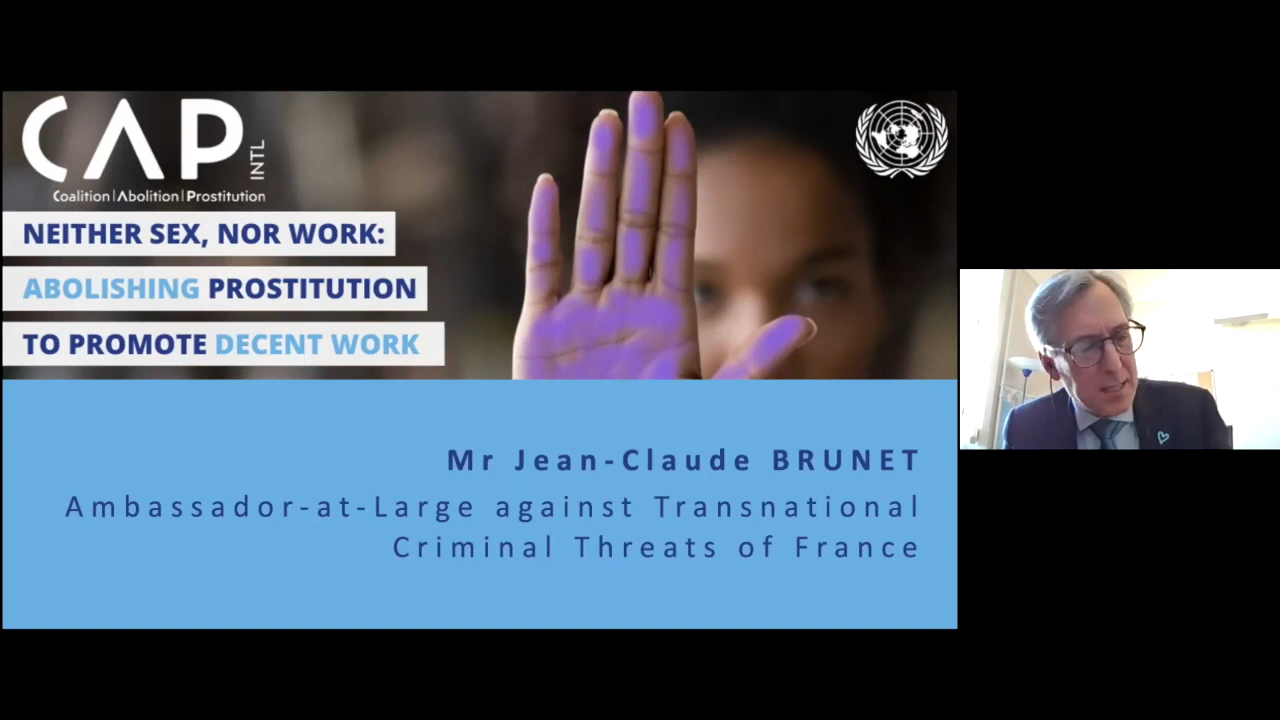 CAP INTL
Coalition|Abolition|Prostitution
NEITHER SEX, NOR WORK:
ABOLISHING PROSTITUTION
TO PROMOTE DECENT WORK
Mr Jean-Claude BRUNET
Ambassador-at-Large against Transnational
Criminal Threats of France